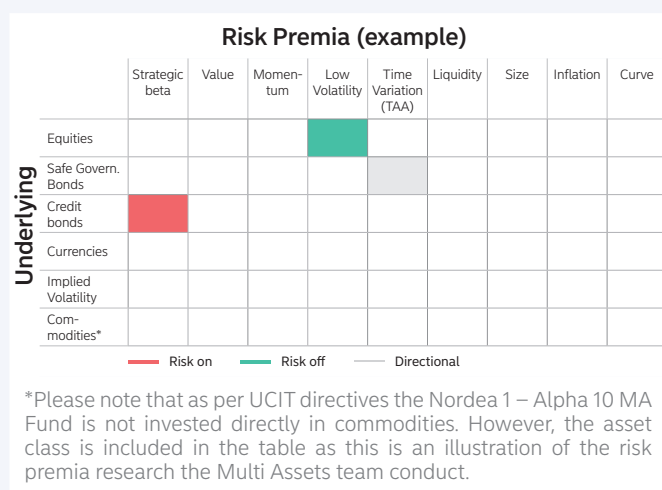 Risk Premia (example)
Strategic beta
Value
Momen-tum
Low Volatility
Time Variation (TAA)
Liquidity
Size
Inflation
Curve
Underlying
Equities
Safe Govern. Bonds
Credit bonds
Currencies
Implied Volatility
Com-modities*
Risk on
Risk off
Directional
*Please note that as per UCIT directives the Nordea 1 – Alpha 10 MA
Fund is not invested directly in commodities. However, the asset
class is included in the table as this is an illustration of the risk
premia research the Multi Assets team conduct.